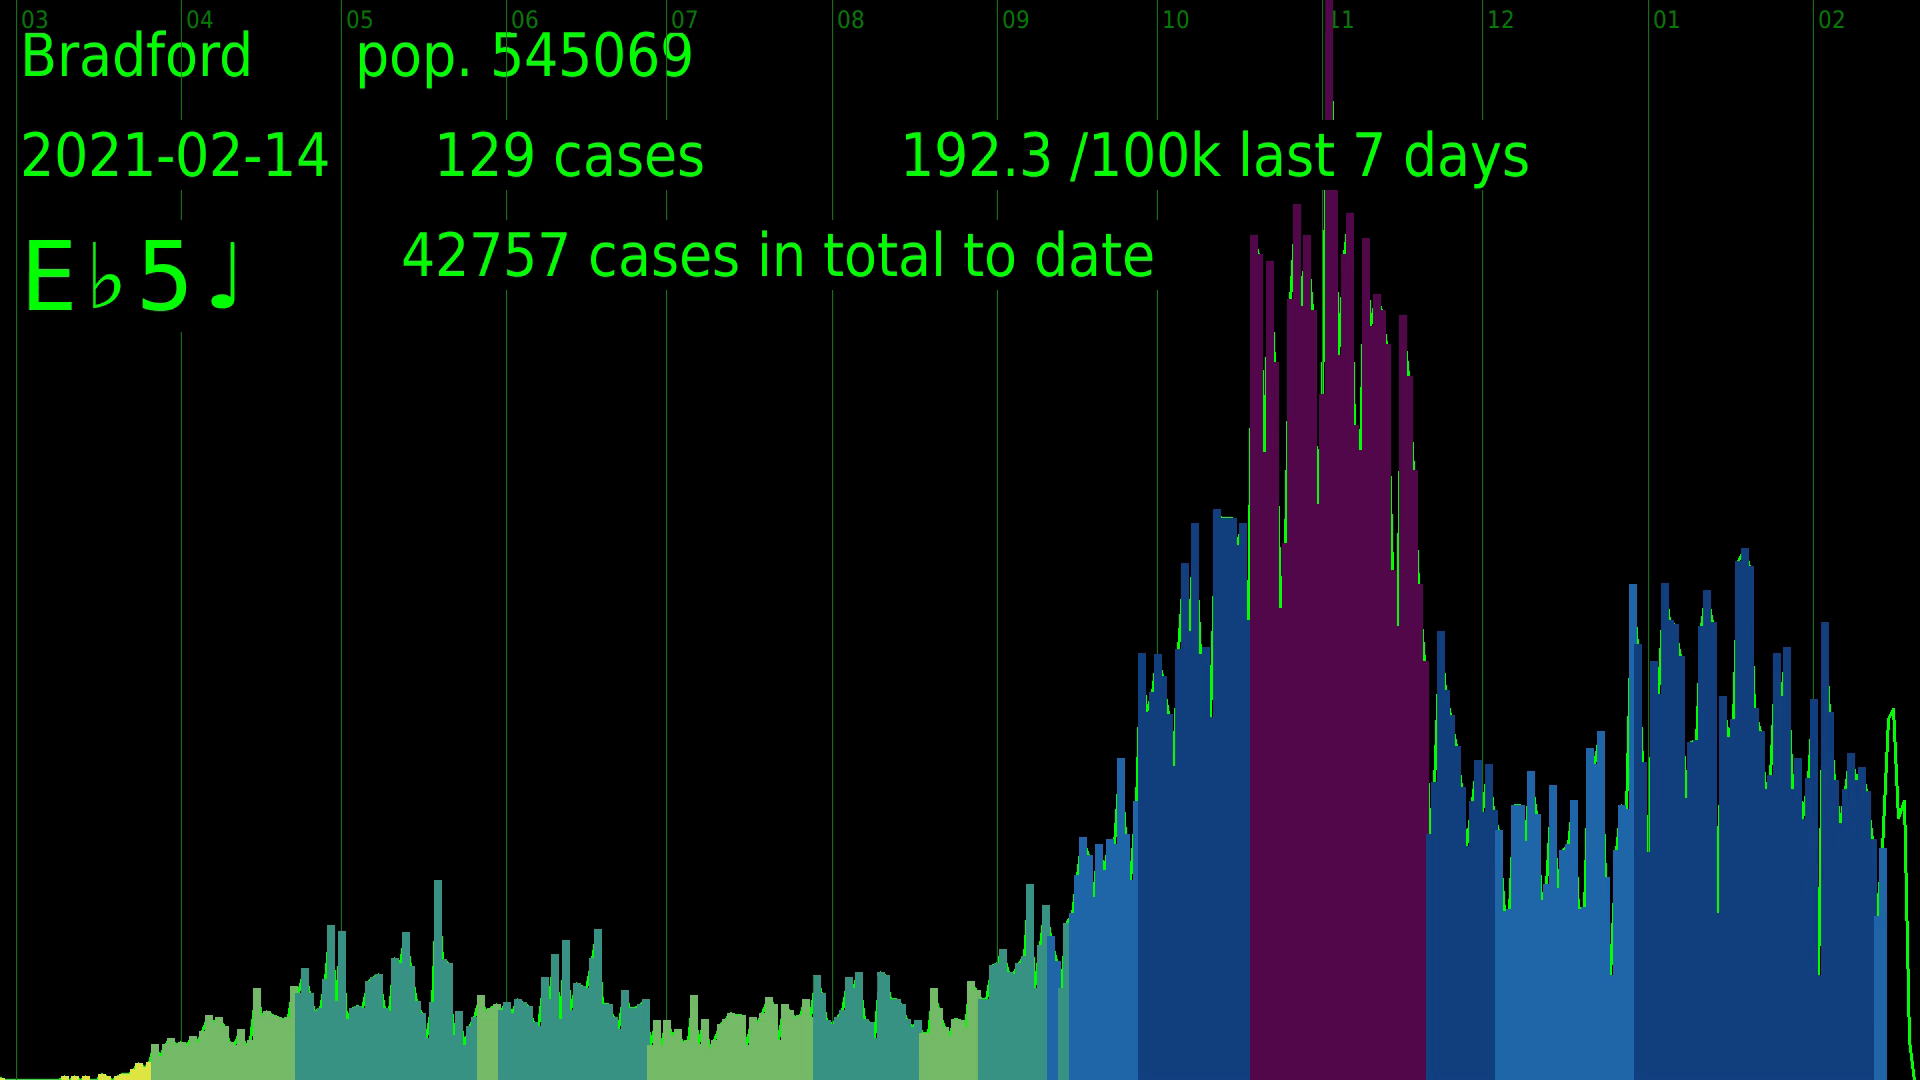 03 04 05 06 07 08 09 10 11 12 01 02
Bradford pop. 545069
2021-02-14 129 cases 192.3 /100k last 7 days
E♭5♩ 42757 cases in total to date